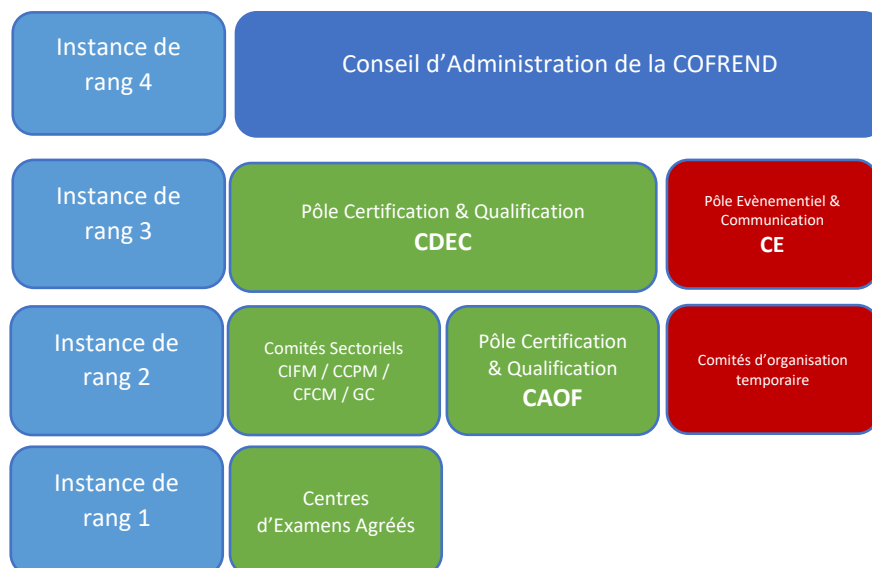 Instance de
rang 4
Conseil d'Administration de la COFREND
Instance de
rang 3
Pôle Certification & Qualification
CDEC
Pôle Evènementiel &
Communication
CE
Instance de
rang 2
Comités Sectoriels
CIFM / CCPM /
CFCM / GC
Pôle Certification
& Qualification
CAOF
Comités d'organisation
temporaire
Instance de
rang 1
Centres
d'Examens Agréés